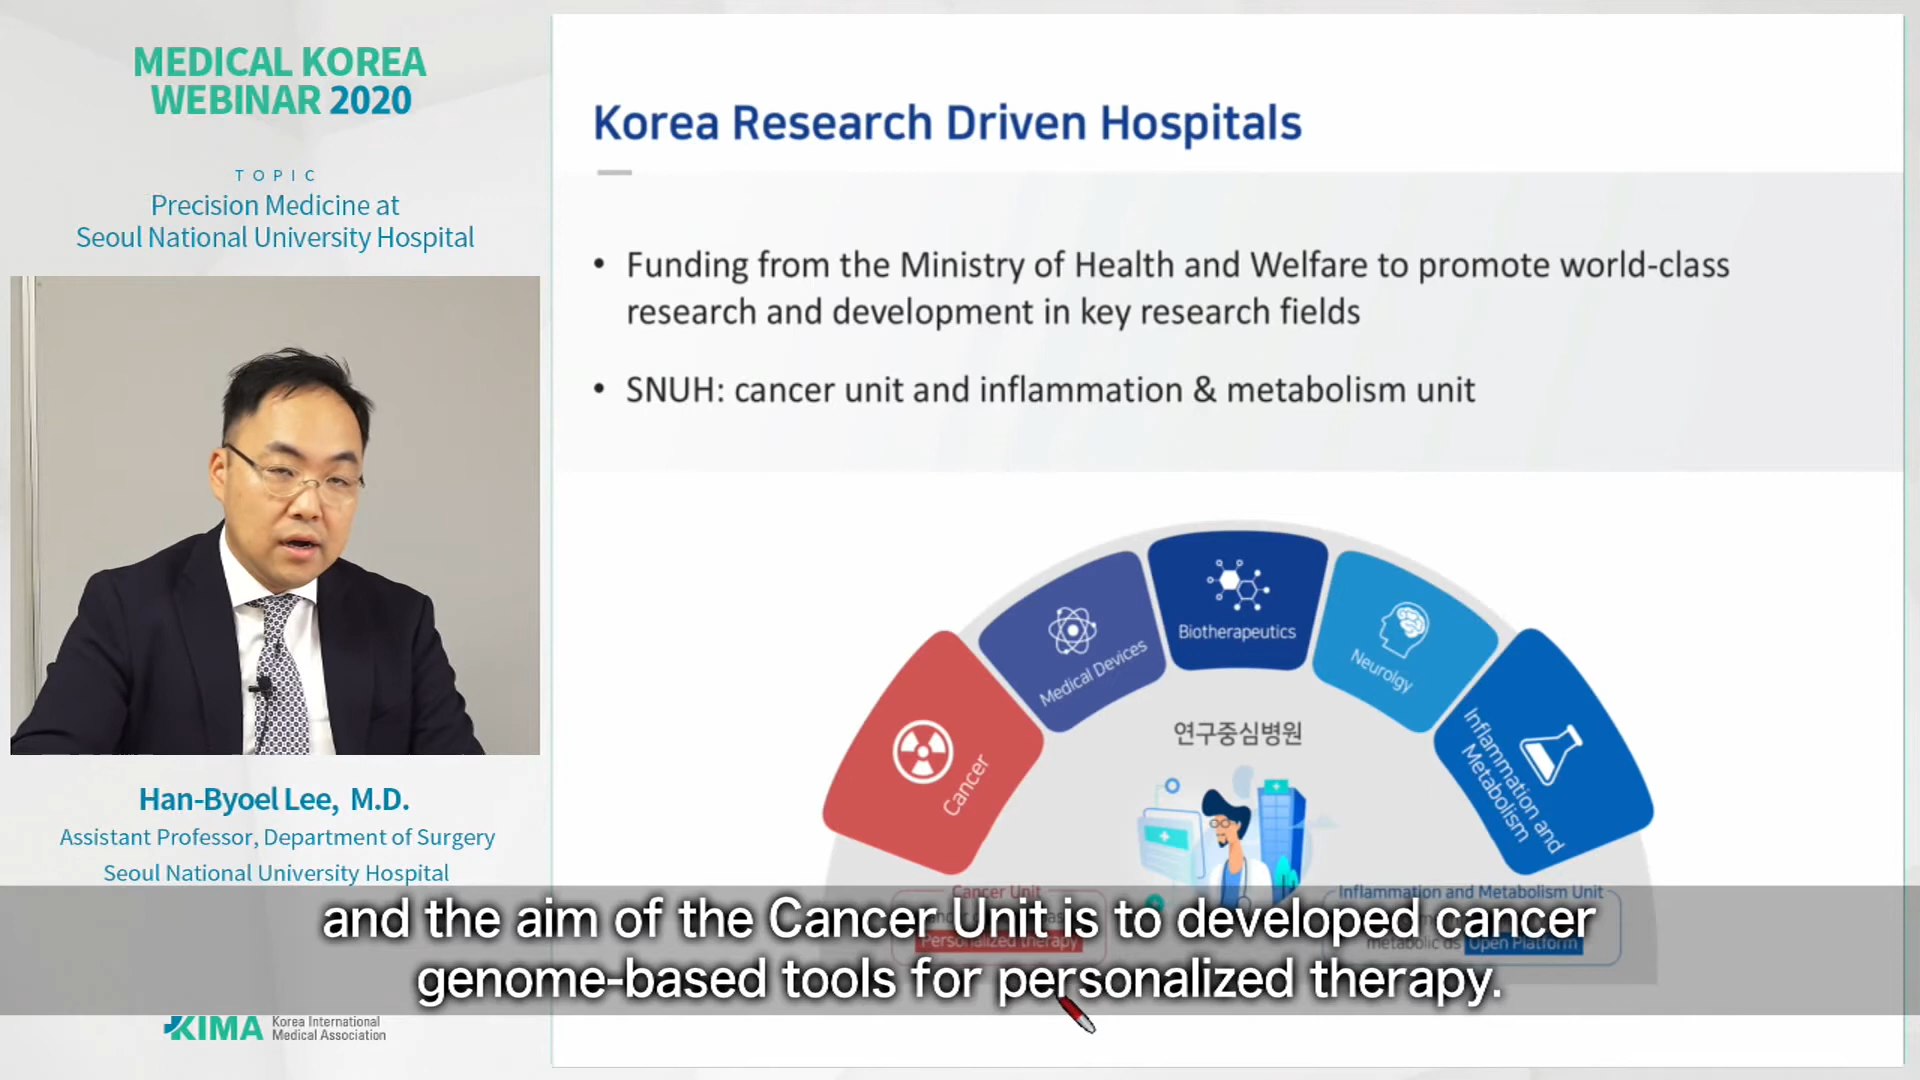 MEDICAL KOREA
WEBINAR 2020
TOPIC
Precision Medicine at
Seoul National University Hospital
Han-Byoel Lee, M.D.
Assistant Professor, Department of Surgery
Seoul National University Hospital
KIMA Korea International
Medical Association
Korea Research Driven Hospitals
• Funding from the Ministry of Health and Welfare to promote world-class
research and development in key research fields
• SNUH: cancer unit and inflammation & metabolism unit
Cancer
Medical Devices
Biotherapeutics
Neurolgy
Inflammation and
Metabolism
연구중심병원
Cancer Unit
Personalized therapy
Inflammation and Metabolism Unit
metabolic ds Open Platform
and the aim of the Cancer Unit is to developed cancer
genome-based tools for personalized therapy.